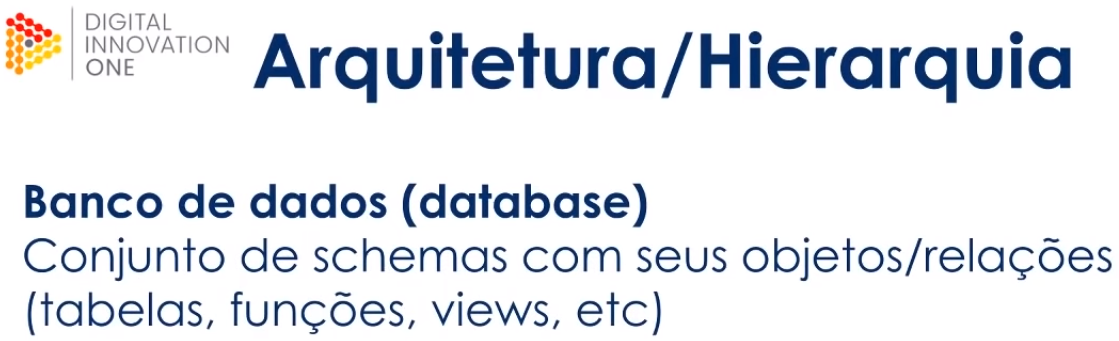 DIGITAL
INNOVATION
ONE
Arquitetura/Hierarquia
Banco de dados (database)
Conjunto de schemas com seus objetos/relações
(tabelas, funções, views, etc)